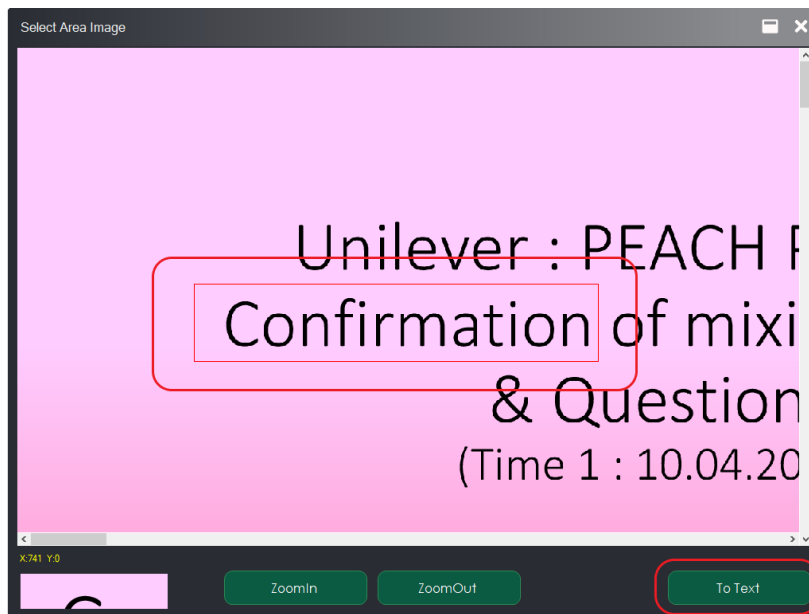 Select Area Image
Unilever : PEACH
Confirmation of mixi
& Question
(Time 1 : 10.04.20
X:741 Y:0
ZoomIn
ZoomOut
To Text